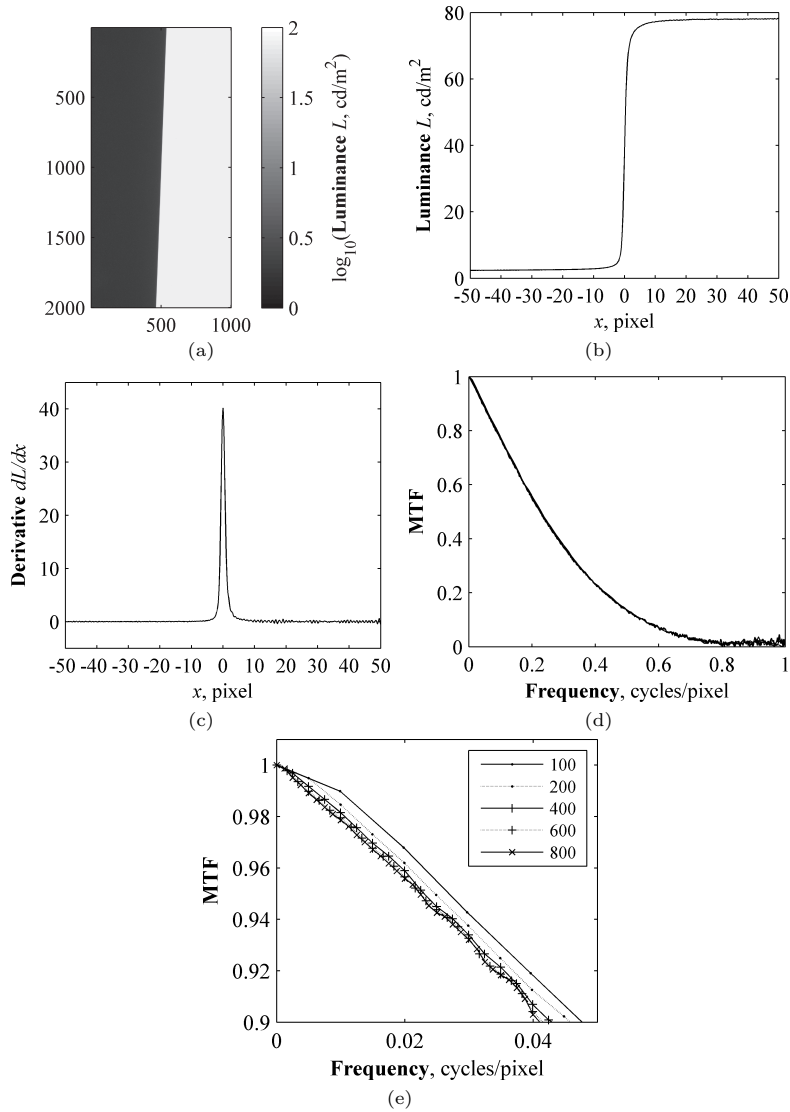 500
1000
1500
2000
500 1000
2
1.5
1
0.5
0
log10(Luminance L, cd/m2)
(a)
80
60
40
20
0
Luminance L, cd/m2
-50 -40 -30 -20 -10 0 10 20 30 40 50
x, pixel
(b)
40
30
20
10
0
Derivative dL/dx
-50 -40 -30 -20 -10 0 10 20 30 40 50
x, pixel
(c)
1
0.8
0.6
0.4
0.2
0
MTF
0 0.2 0.4 0.6 0.8 1
Frequency, cycles/pixel
(d)
1
0.98
0.96
0.94
0.92
0.9
MTF
100
200
400
600
800
0 0.02 0.04
Frequency, cycles/pixel
(e)